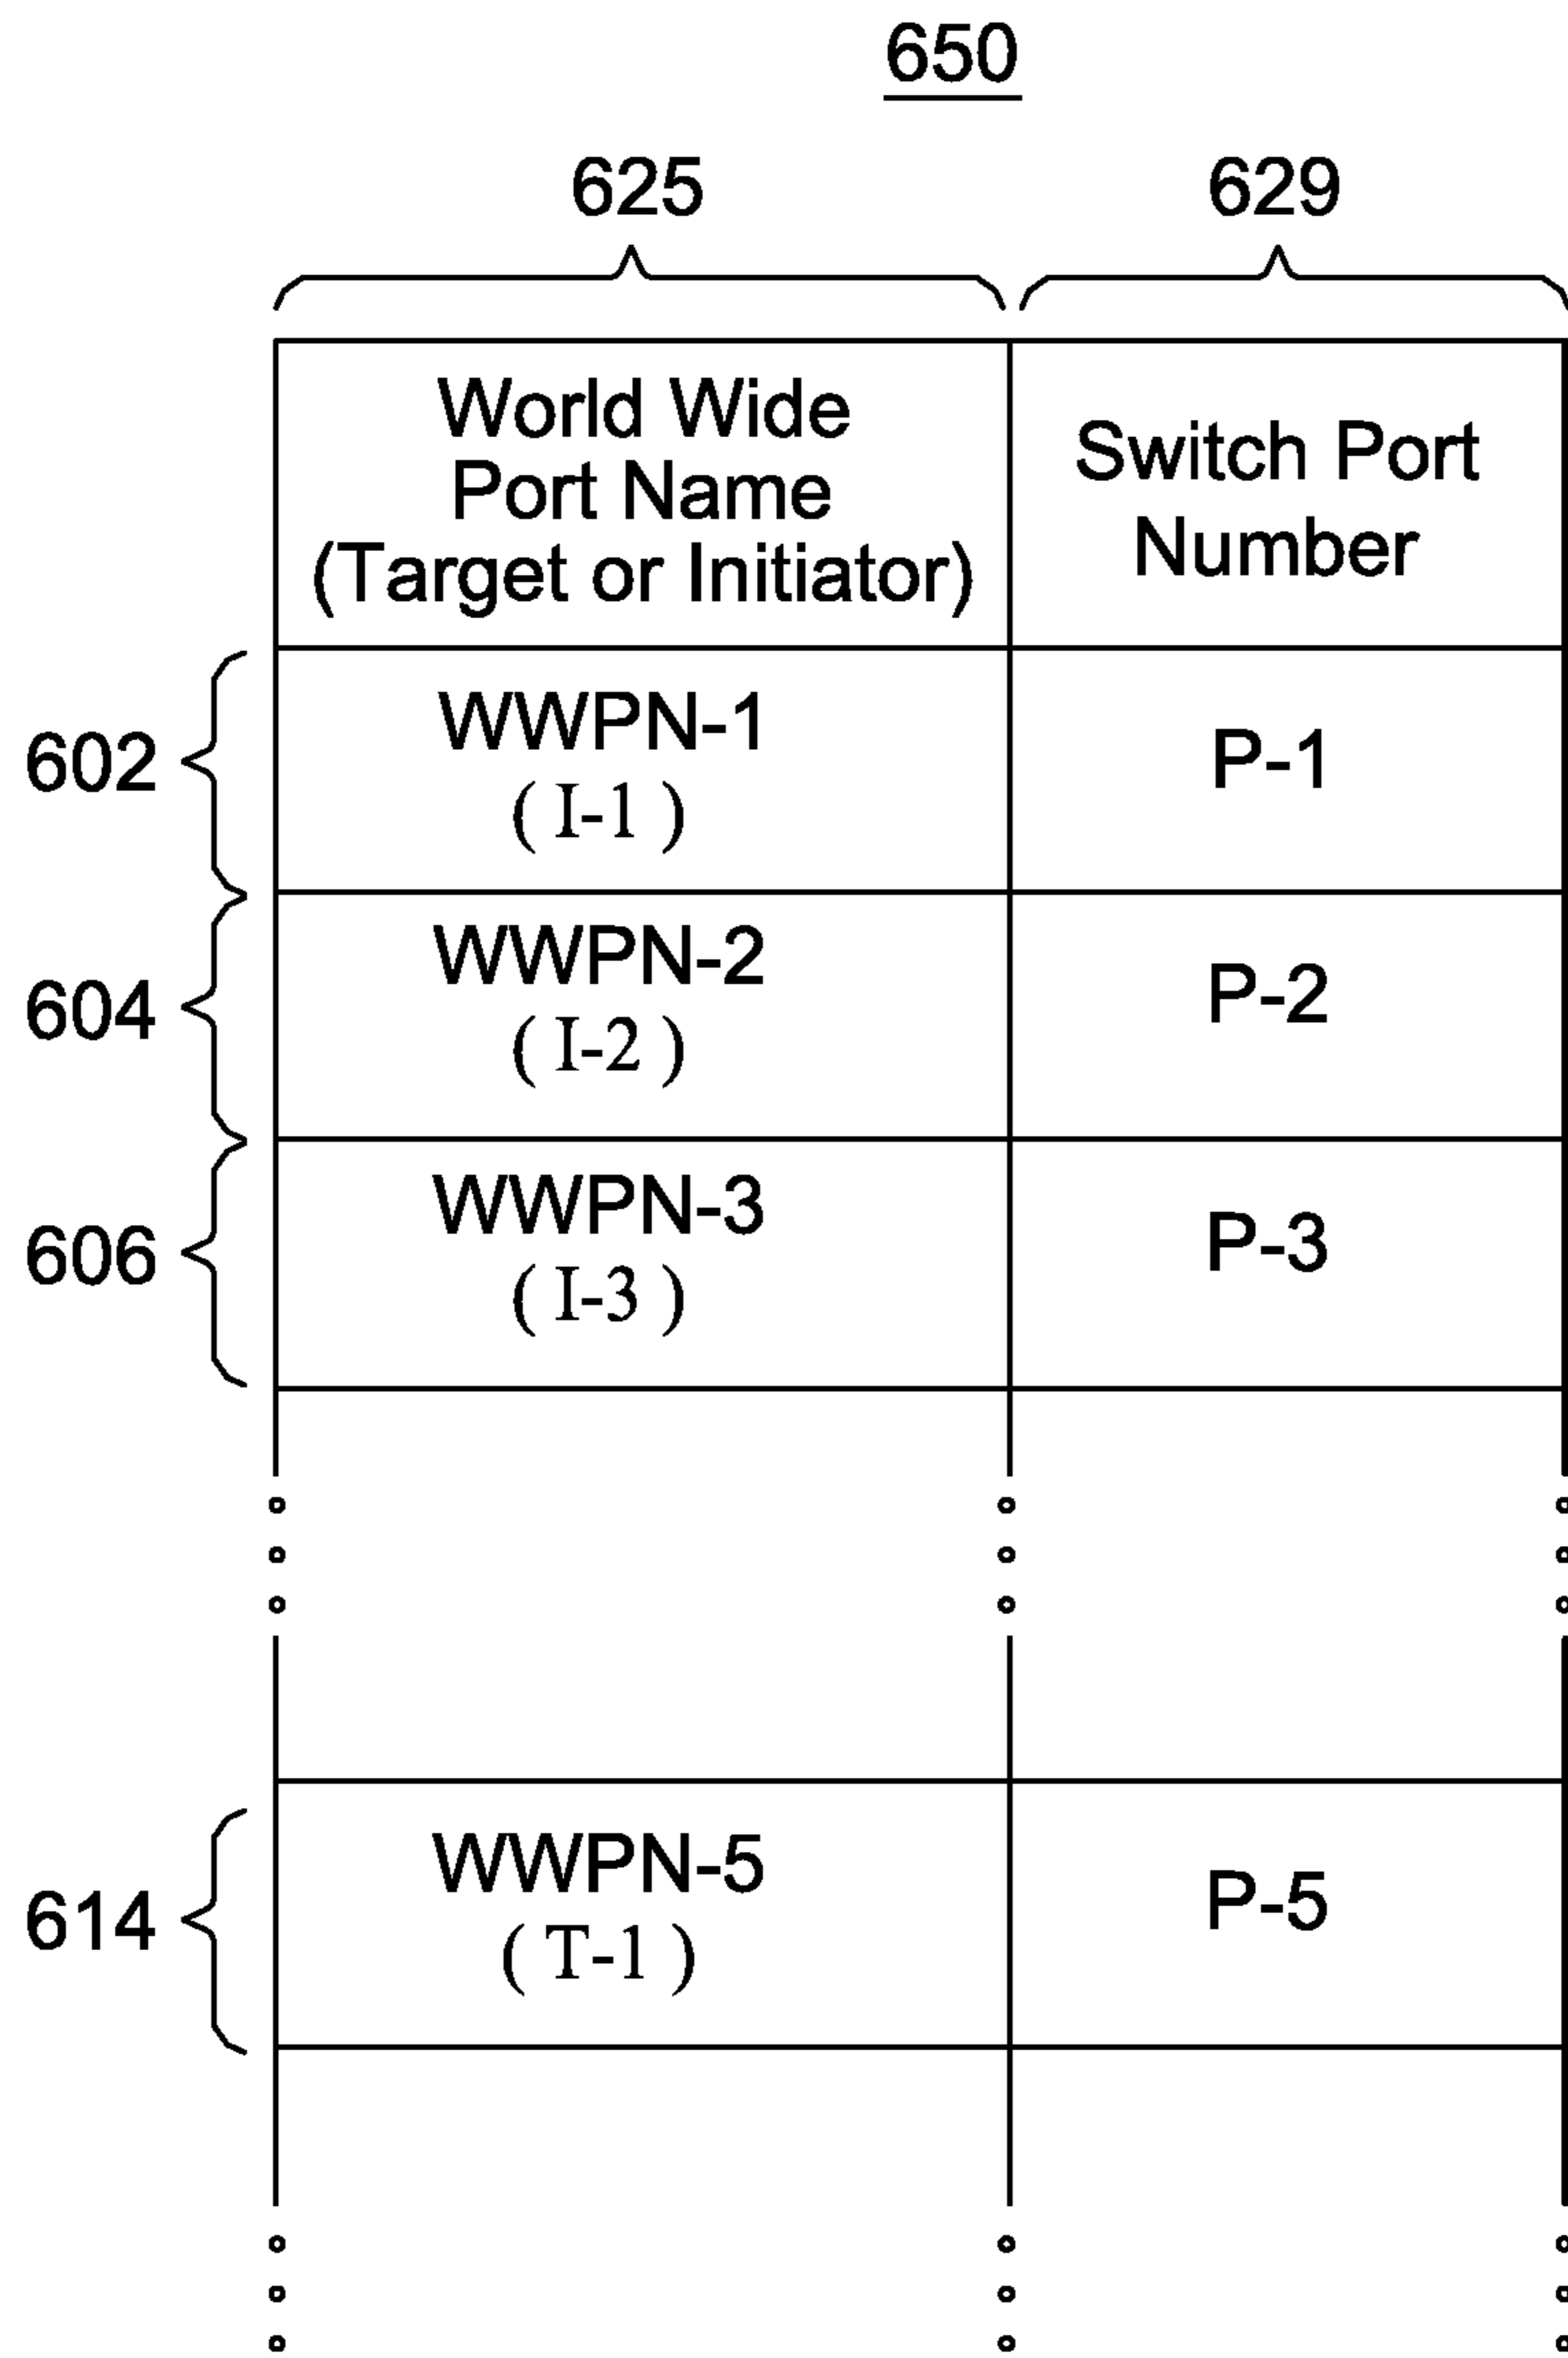 650
625
629
World Wide
Port Name
(Target or Initiator)
Switch Port
Number
602
WWPN-1
( I-1 )
P-1
604
WWPN-2
( I-2 )
P-2
606
WWPN-3
( I-3 )
P-3
614
WWPN-5
( T-1 )
P-5